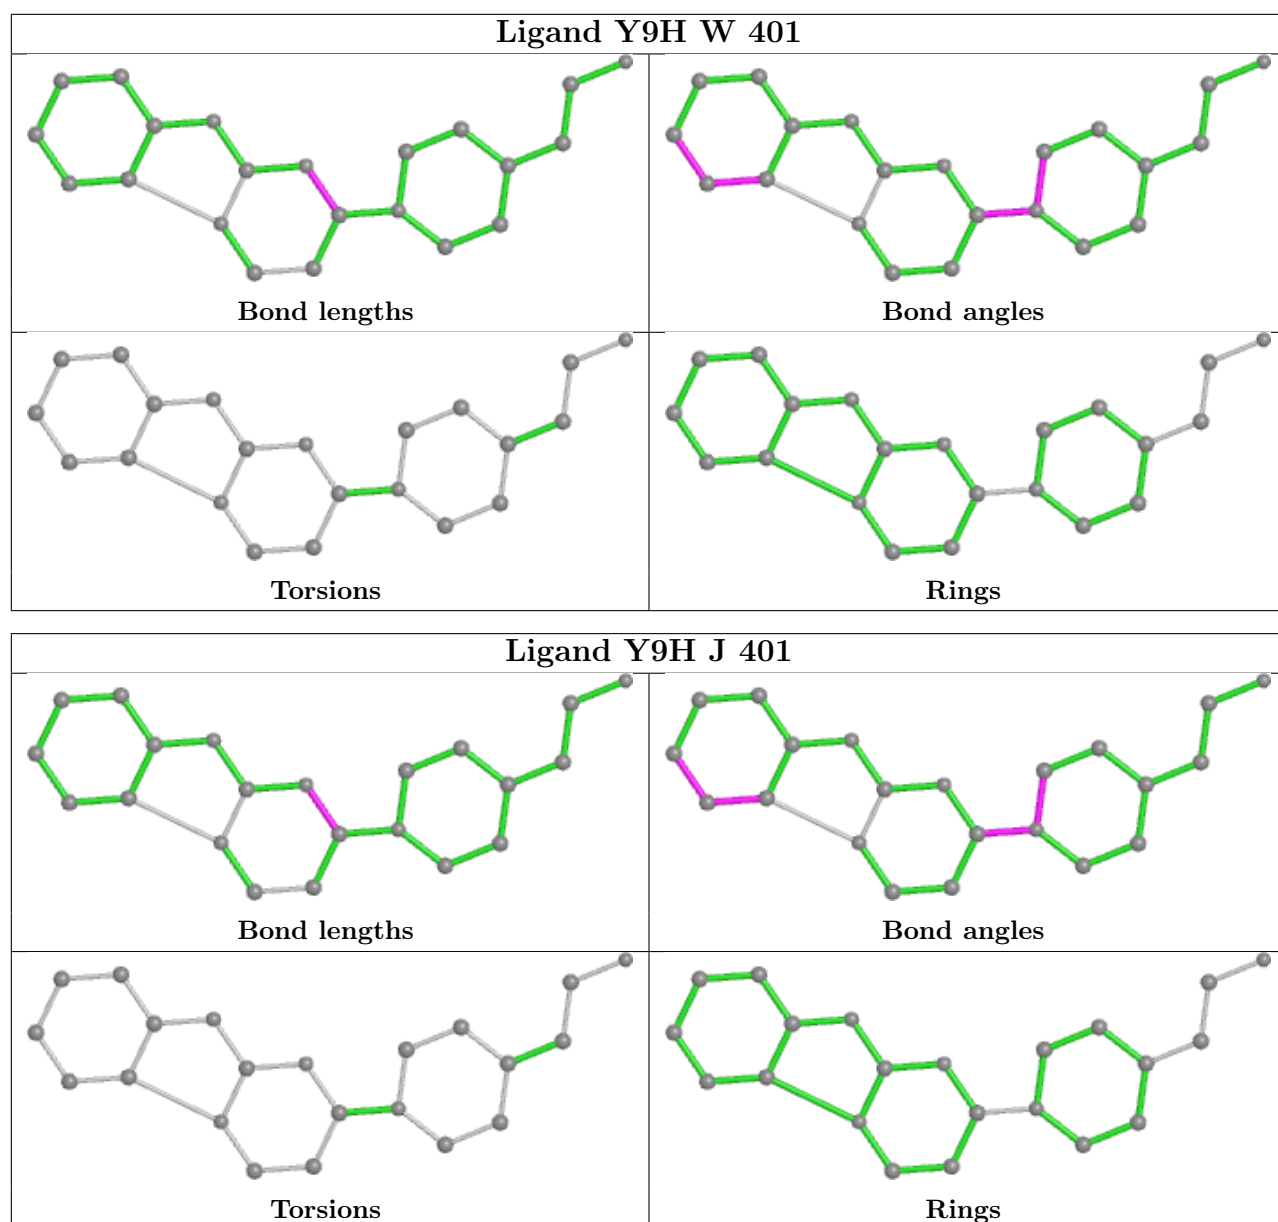 Ligand Y9H W 401
Bond lengths
Bond angles
Torsions
Rings
Ligand Y9H J 401
Bond lengths
Bond angles
Torsions
Rings